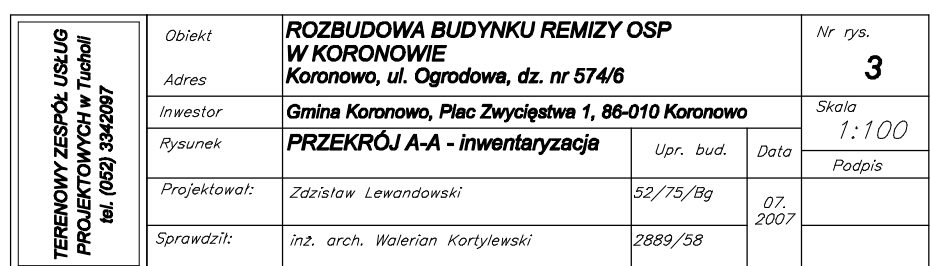 TERENOWY ZESPÓŁ USŁUG
PROJEKTOWYCH w Tucholi
tel. (052) 3342097
Obiekt
ROZBUDOWA BUDYNKU REMIZY OSP
W KORONOWIE
Adres
Koronowo, ul. Ogrodowa, dz. nr 574/6
Nr rys.
3
Inwestor
Gmina Koronowo, Plac Zwycięstwa 1, 86-010 Koronowo
Skala
1:100
Rysunek
PRZEKRÓJ A-A - inwentaryzacja
Upr. bud.
Data
Podpis
Projektował:
Zdzisław Lewandowski
52/75/Bg
07.
2007
Sprawdził:
inż. arch. Walerian Kortylewski
2889/58